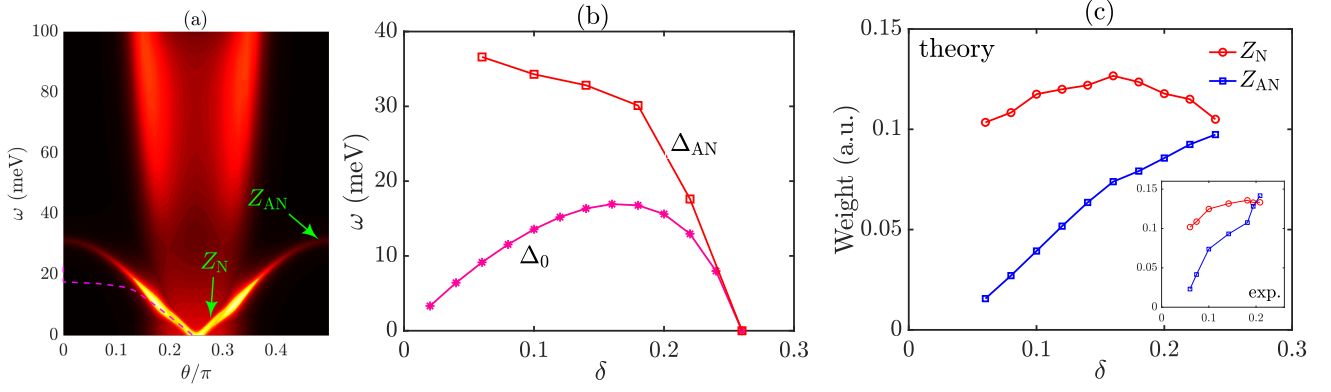 (a)
100
80
60
40
20
0
ω (meV)
0 0.1 0.2 0.3 0.4
θ/π
Z_AN
Z_N
(b)
40
30
20
10
0
ω (meV)
0 0.1 0.2 0.3
δ
Δ_AN
Δ_0
(c)
theory
0.15
0.1
0.05
0
Weight (a.u.)
0 0.1 0.2 0.3
δ
Z_N
Z_AN
0.15
0.10
0.05
0
0 0.1 0.2
exp.